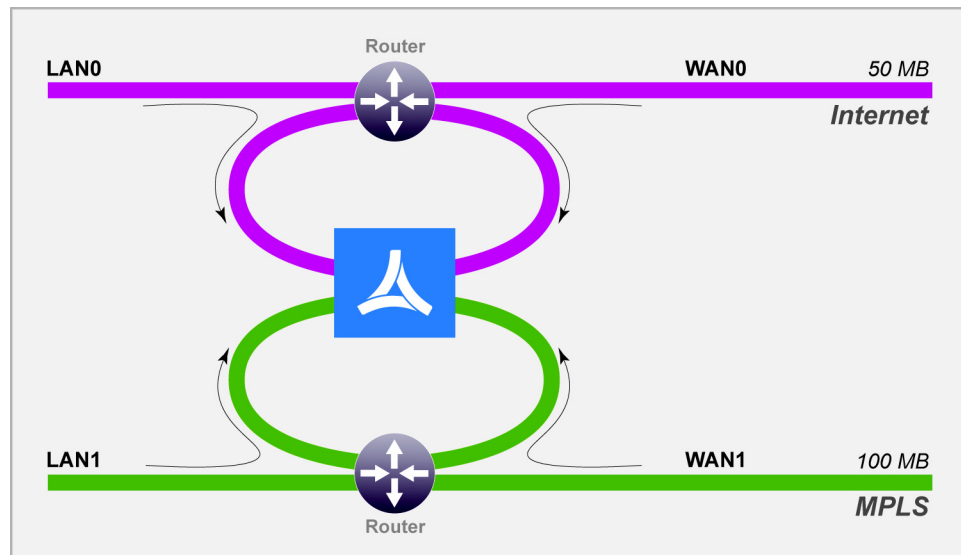 Router
LAN0 WAN0 50 MB
Internet
LAN1 WAN1 100 MB
MPLS
Router